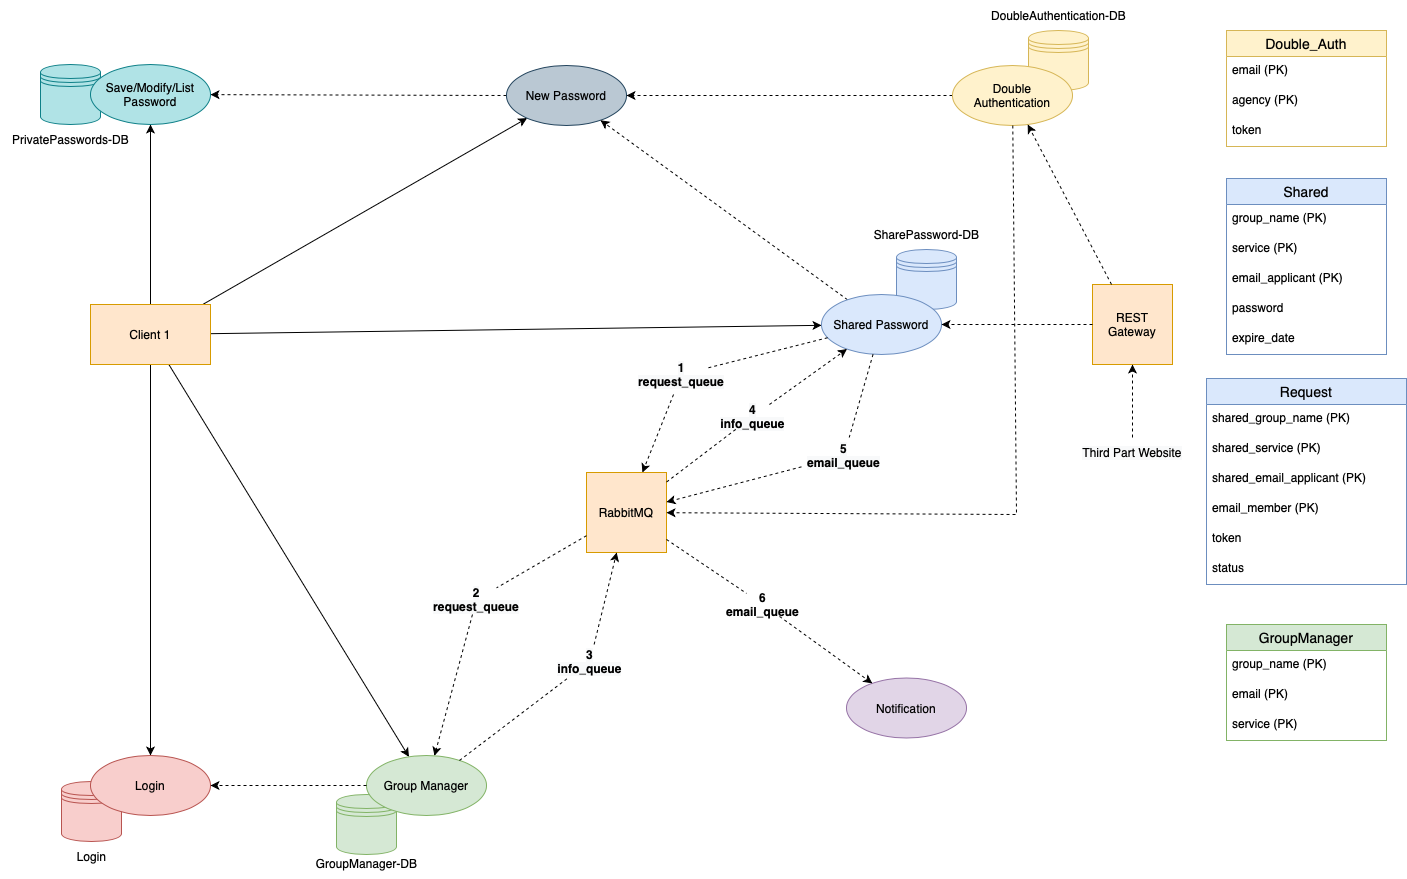 DoubleAuthentication-DB
Save/Modify/List
Password
PrivatePasswords-DB
New Password
Double
Authentication
Double_Auth
email (PK)
agency (PK)
token
Shared
group_name (PK)
service (PK)
email_applicant (PK)
password
expire_date
SharePassword-DB
Client 1
Shared Password
REST
Gateway
1
request_queue
4
info_queue
5
email_queue
Third Part Website
Request
shared_group_name (PK)
shared_service (PK)
shared_email_applicant (PK)
email_member (PK)
token
status
RabbitMQ
2
request_queue
6
email_queue
3
info_queue
Notification
GroupManager
group_name (PK)
email (PK)
service (PK)
Login
Group Manager
Login
GroupManager-DB